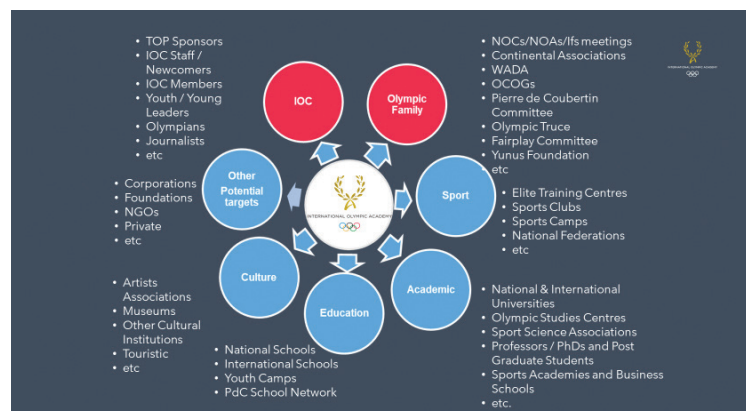 • TOP Sponsors
• IOC Staff /
Newcomers
• IOC Members
• Youth / Young
Leaders
• Olympians
• Journalists
• etc
IOC
Olympic
Family
• NOCs/NOAs/Ifs meetings
• Continental Associations
• WADA
• OCOGs
• Pierre de Coubertin
Committee
• Olympic Truce
• Fairplay Committee
• Yunus Foundation
• etc
INTERNATIONAL OLYMPIC ACADEMY
Other
Potential
targets
• Corporations
• Foundations
• NGOs
• Private
• etc
INTERNATIONAL OLYMPIC ACADEMY
Sport
• Elite Training Centres
• Sports Clubs
• Sports Camps
• National Federations
• etc
Culture
• Artists
Associations
• Museums
• Other Cultural
Institutions
• Touristic
• etc
Education
• National Schools
• International Schools
• Youth Camps
• PdC School Network
Academic
• National & International
Universities
• Olympic Studies Centres
• Sport Science Associations
• Professors / PhDs and Post
Graduate Students
• Sports Academies and Business
Schools
• etc.